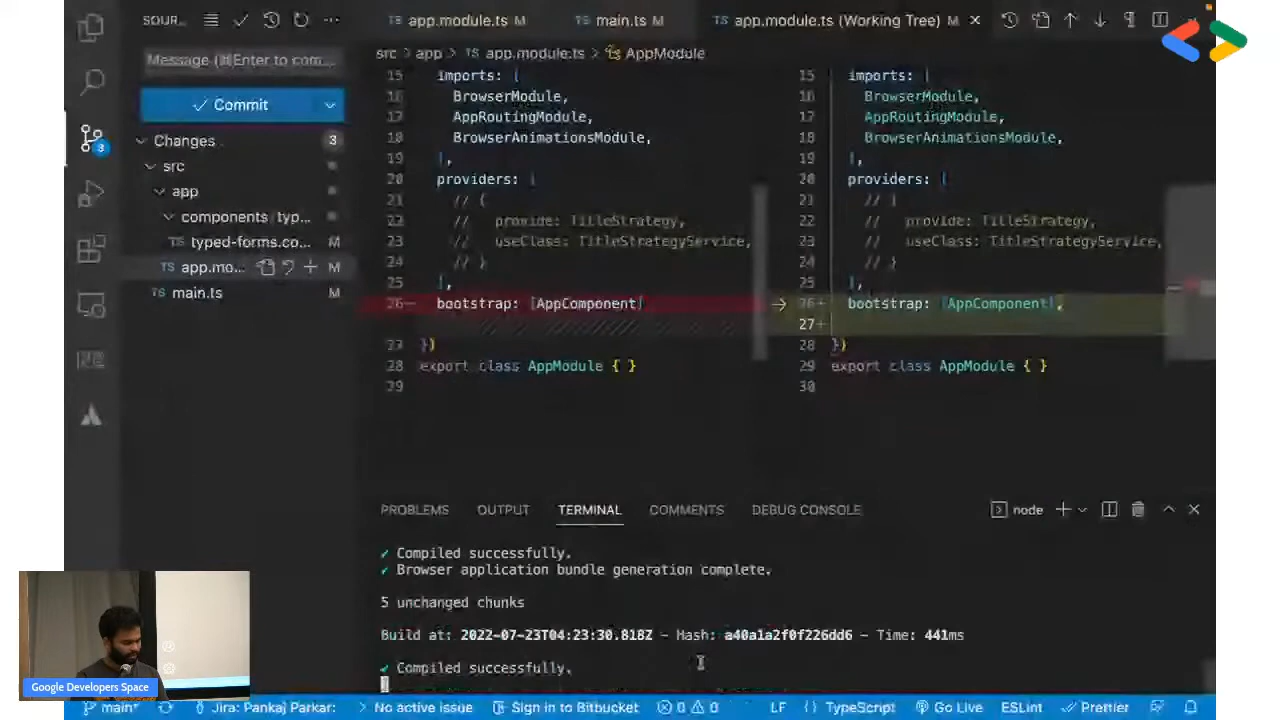 SOUR...
app.module.ts M
main.ts M
app.module.ts (Working Tree) M
src > app > TS app.module.ts > AppModule
Message (⌘Enter to com...
Commit
Changes 3
src
app
components typ...
TS typed-forms.co... M
TS app.mo... M
TS main.ts M
3
15 imports: [
16 BrowserModule,
17 AppRoutingModule,
18 BrowserAnimationsModule,
19 ],
20 providers: [
21 // {
22 // provide: TitleStrategy,
23 // useClass: TitleStrategyService,
24 // }
25 ],
26− bootstrap: [AppComponent]
27 })
28 export class AppModule { }
29
15 imports: [
16 BrowserModule,
17 AppRoutingModule,
18 BrowserAnimationsModule,
19 ],
20 providers: [
21 // {
22 // provide: TitleStrategy,
23 // useClass: TitleStrategyService,
24 // }
25 ],
26+ bootstrap: [AppComponent],
27+
28 })
29 export class AppModule { }
30
PROBLEMS OUTPUT TERMINAL COMMENTS DEBUG CONSOLE
node
✔ Compiled successfully.
✔ Browser application bundle generation complete.
5 unchanged chunks
Build at: 2022-07-23T04:23:30.818Z - Hash: a40a1a2f0f226dd6 - Time: 441ms
✔ Compiled successfully.
Google Developers Space
main* Jira: Pankaj Parkar: No active issue Sign in to Bitbucket 0 0 LF {} TypeScript Go Live ESLint Prettier